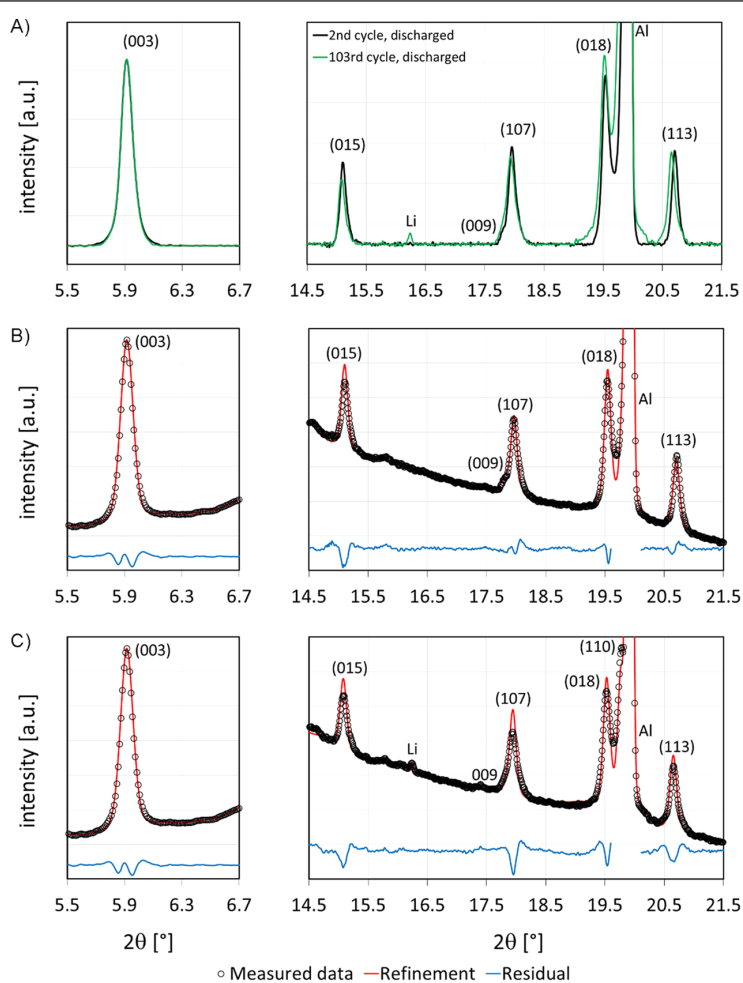 A)
(003)
intensity [a.u.]
5.5 5.9 6.3 6.7
2nd cycle, discharged
103rd cycle, discharged
(015)
Li
(009)
(107)
(018)
Al
(113)
14.5 15.5 16.5 17.5 18.5 19.5 20.5 21.5
B)
(003)
intensity [a.u.]
5.5 5.9 6.3 6.7
(015)
(009)
(107)
(018)
Al
(113)
14.5 15.5 16.5 17.5 18.5 19.5 20.5 21.5
C)
(003)
intensity [a.u.]
5.5 5.9 6.3 6.7
2θ [°]
(015)
Li
009
(107)
(018)
(110)
Al
(113)
14.5 15.5 16.5 17.5 18.5 19.5 20.5 21.5
2θ [°]
Measured data Refinement Residual